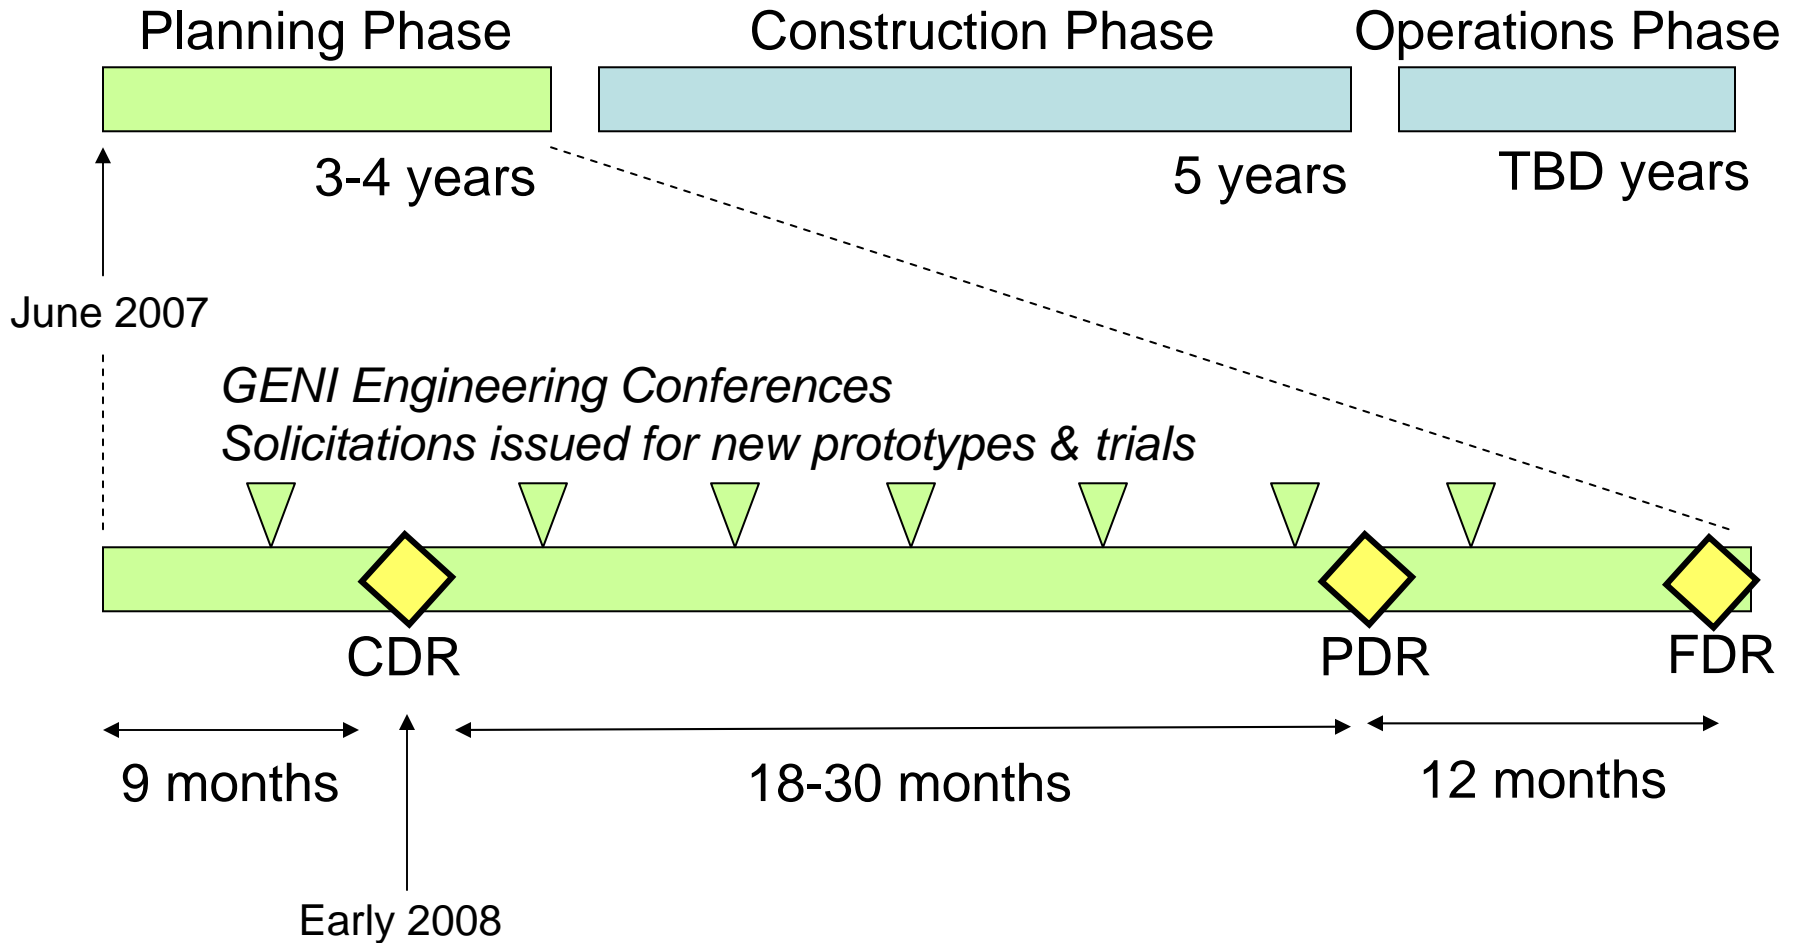 Planning Phase
Construction Phase
Operations Phase
3-4 years
5 years
TBD years
June 2007
GENI Engineering Conferences
Solicitations issued for new prototypes & trials
CDR
PDR
FDR
9 months
18-30 months
12 months
Early 2008